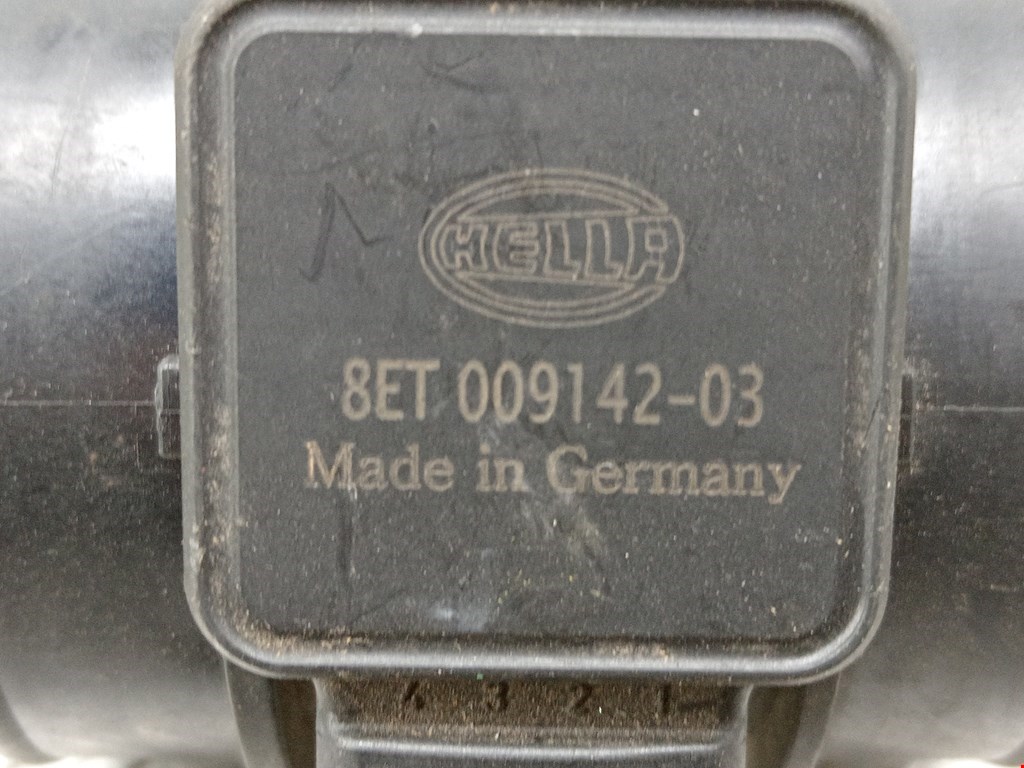 HELLA
8ET 009142-03
Made in Germany
4 3 2 1